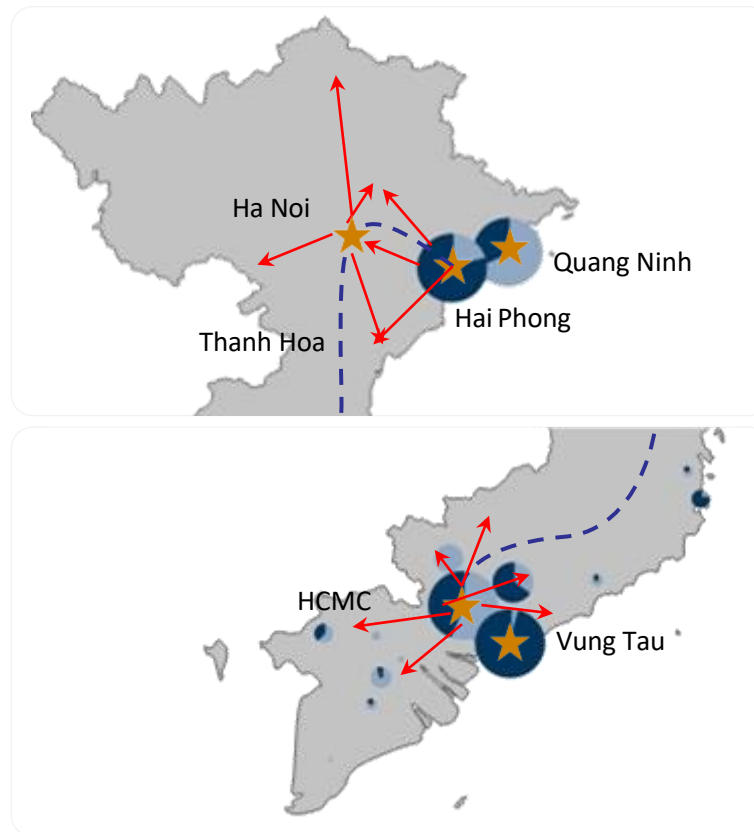 Ha Noi
Quang Ninh
Hai Phong
Thanh Hoa
HCMC
Vung Tau